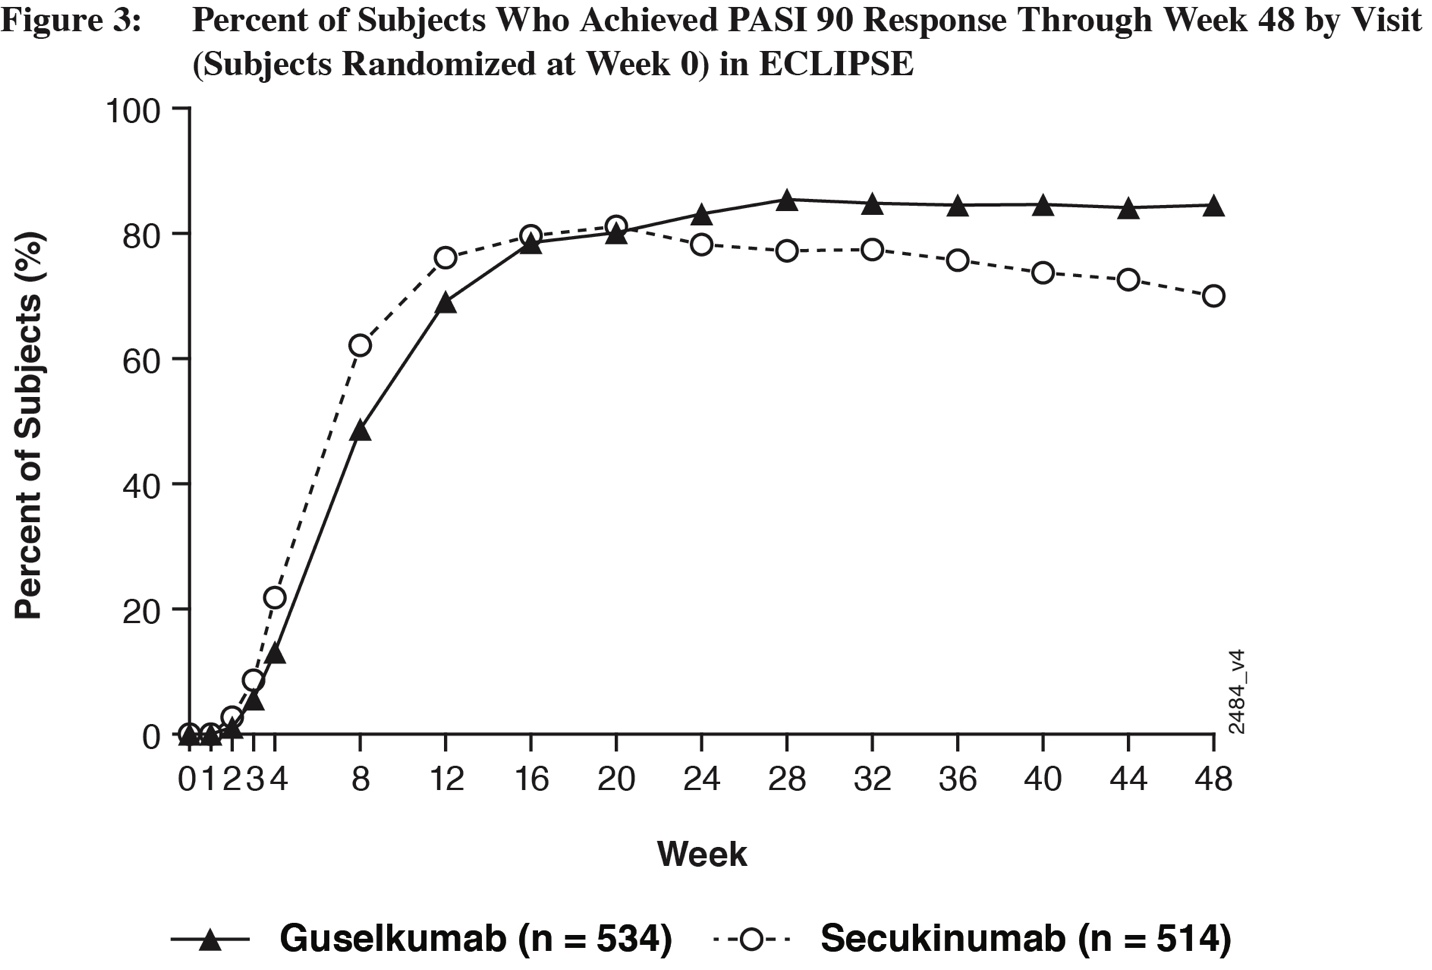 Figure 3: Percent of Subjects Who Achieved PASI 90 Response Through Week 48 by Visit
(Subjects Randomized at Week 0) in ECLIPSE
Percent of Subjects (%)
100
80
60
40
20
0
0 1 2 3 4 8 12 16 20 24 28 32 36 40 44 48
Week
2484_v4
Guselkumab (n = 534) Secukinumab (n = 514)